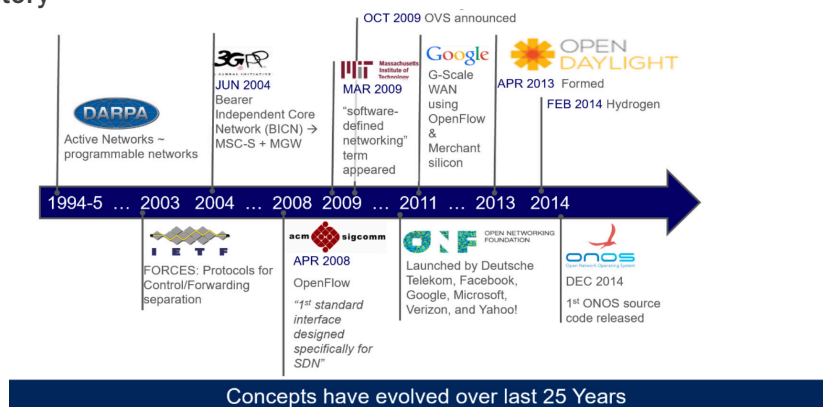 tory
OCT 2009 OVS announced
DARPA
Active Networks ~
programmable networks
3GPP
A GLOBAL INITIATIVE
JUN 2004
Bearer
Independent Core
Network (BICN) →
MSC-S + MGW
MIT Massachusetts
Institute of
Technology
MAR 2009
“software-
defined
networking”
term
appeared
Google
G-Scale
WAN
using
OpenFlow
&
Merchant
silicon
OPEN
DAYLIGHT
APR 2013 Formed
FEB 2014 Hydrogen
1994-5 … 2003 2004 … 2008 2009 … 2011 … 2013 2014
IETF
FORCES: Protocols for
Control/Forwarding
separation
acm sigcomm
APR 2008
OpenFlow
“1st standard
interface
designed
specifically for
SDN”
ONF OPEN NETWORKING
FOUNDATION
Launched by Deutsche
Telekom, Facebook,
Google, Microsoft,
Verizon, and Yahoo!
onos
Open Network Operating System
DEC 2014
1st ONOS source
code released
Concepts have evolved over last 25 Years